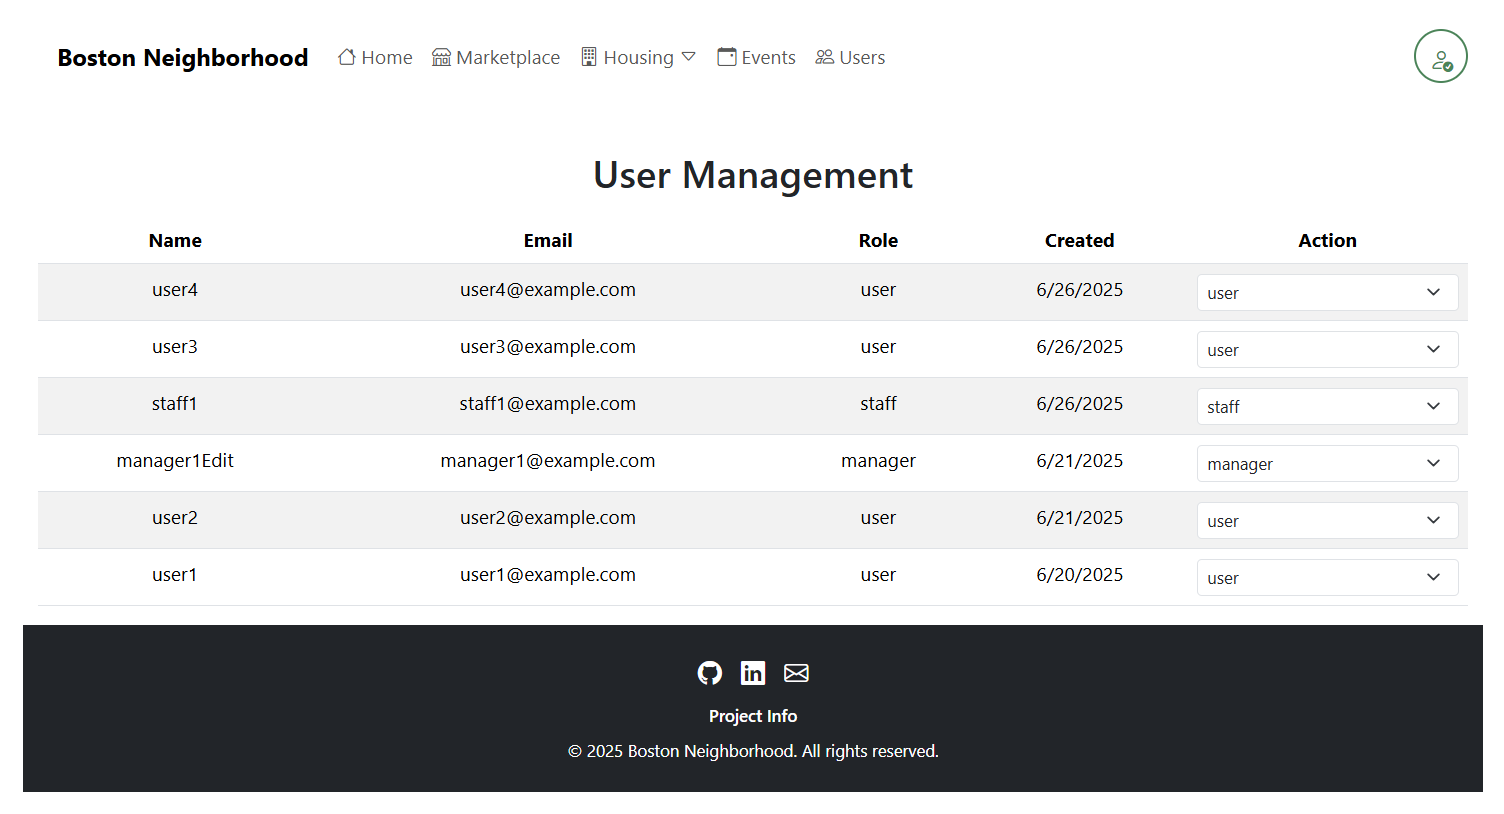 Boston Neighborhood Home Marketplace Housing Events Users
User Management
Name Email Role Created Action
user4 user4@example.com user 6/26/2025 user
user3 user3@example.com user 6/26/2025 user
staff1 staff1@example.com staff 6/26/2025 staff
manager1Edit manager1@example.com manager 6/21/2025 manager
user2 user2@example.com user 6/21/2025 user
user1 user1@example.com user 6/20/2025 user
Project Info
© 2025 Boston Neighborhood. All rights reserved.